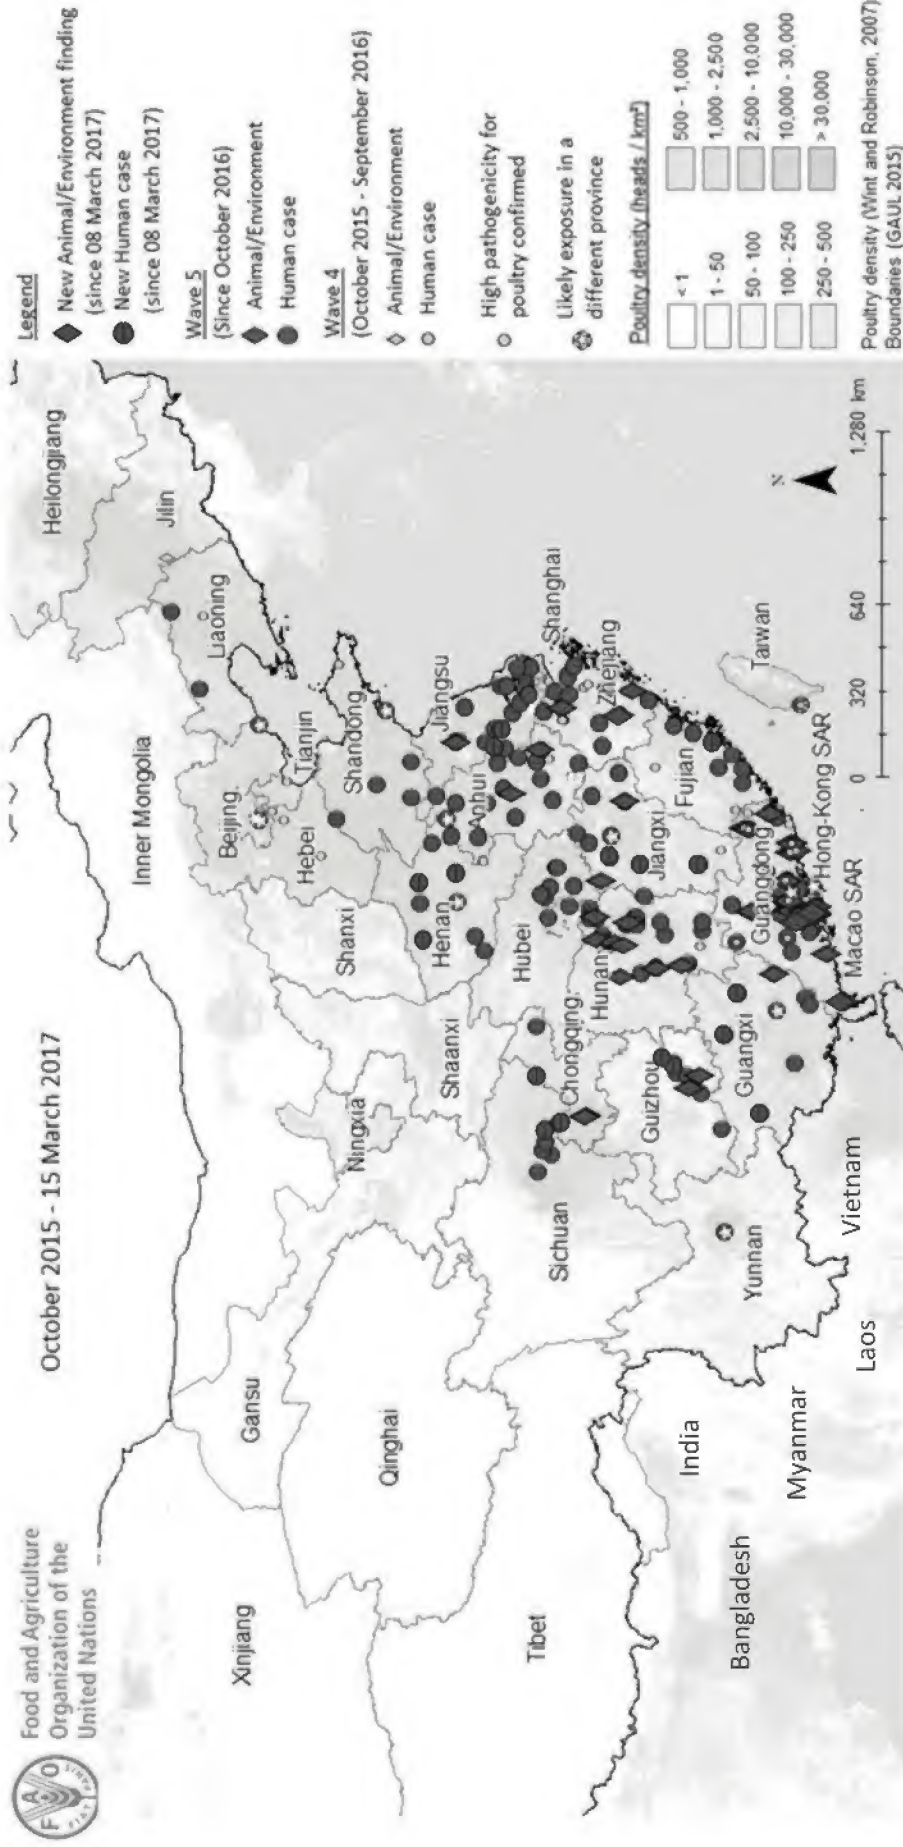 Food and Agriculture
Organization of the
United Nations
FAO
October 2015 - 15 March 2017
Heilongjiang
Jilin
Inner Mongolia
Liaoning
Beijing
Tianjin
Hebei
Shandong
Shanxi
Ningxia
Gansu
Xinjiang
Qinghai
Shaanxi
Henan
Jiangsu
Anhui
Shanghai
Hubei
Zhejiang
Chongqing
Sichuan
Tibet
Hunan
Jiangxi
Fujian
Guizhou
Taiwan
Guangdong
Guangxi
Yunnan
Hong-Kong SAR
Macao SAR
India
Bangladesh
Myanmar
Laos
Vietnam
N
0 320 640 1,280 km
Legend
New Animal/Environment finding
(since 08 March 2017)
New Human case
(since 08 March 2017)
Wave 5
(Since October 2016)
Animal/Environment
Human case
Wave 4
(October 2015 - September 2016)
Animal/Environment
Human case
High pathogenicity for
poultry confirmed
Likely exposure in a
different province
Poultry density (heads / km²)
< 1
1 - 50
50 - 100
100 - 250
250 - 500
500 - 1,000
1,000 - 2,500
2,500 - 10,000
10,000 - 30,000
> 30,000
Poultry density (Wint and Robinson, 2007)
Boundaries (GAUL 2015)